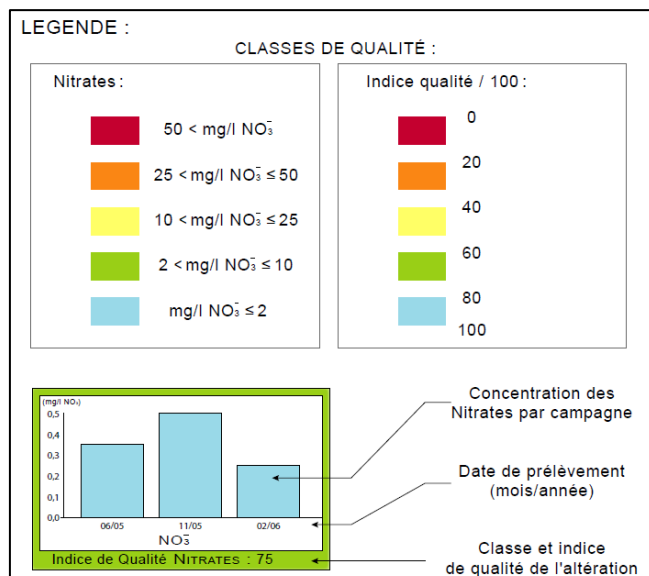 LEGENDE :
CLASSES DE QUALITÉ :
Nitrates :
50 < mg/l NO₃⁻
25 < mg/l NO₃⁻ ≤ 50
10 < mg/l NO₃⁻ ≤ 25
2 < mg/l NO₃⁻ ≤ 10
mg/l NO₃⁻ ≤ 2
Indice qualité / 100 :
0
20
40
60
80
100
(mg/l NO₃)
0,5
0,4
0,3
0,2
0,1
0,0
06/05 11/05 02/06
NO₃⁻
Indice de Qualité NITRATES : 75
Concentration des
Nitrates par campagne
Date de prélèvement
(mois/année)
Classe et indice
de qualité de l'altération